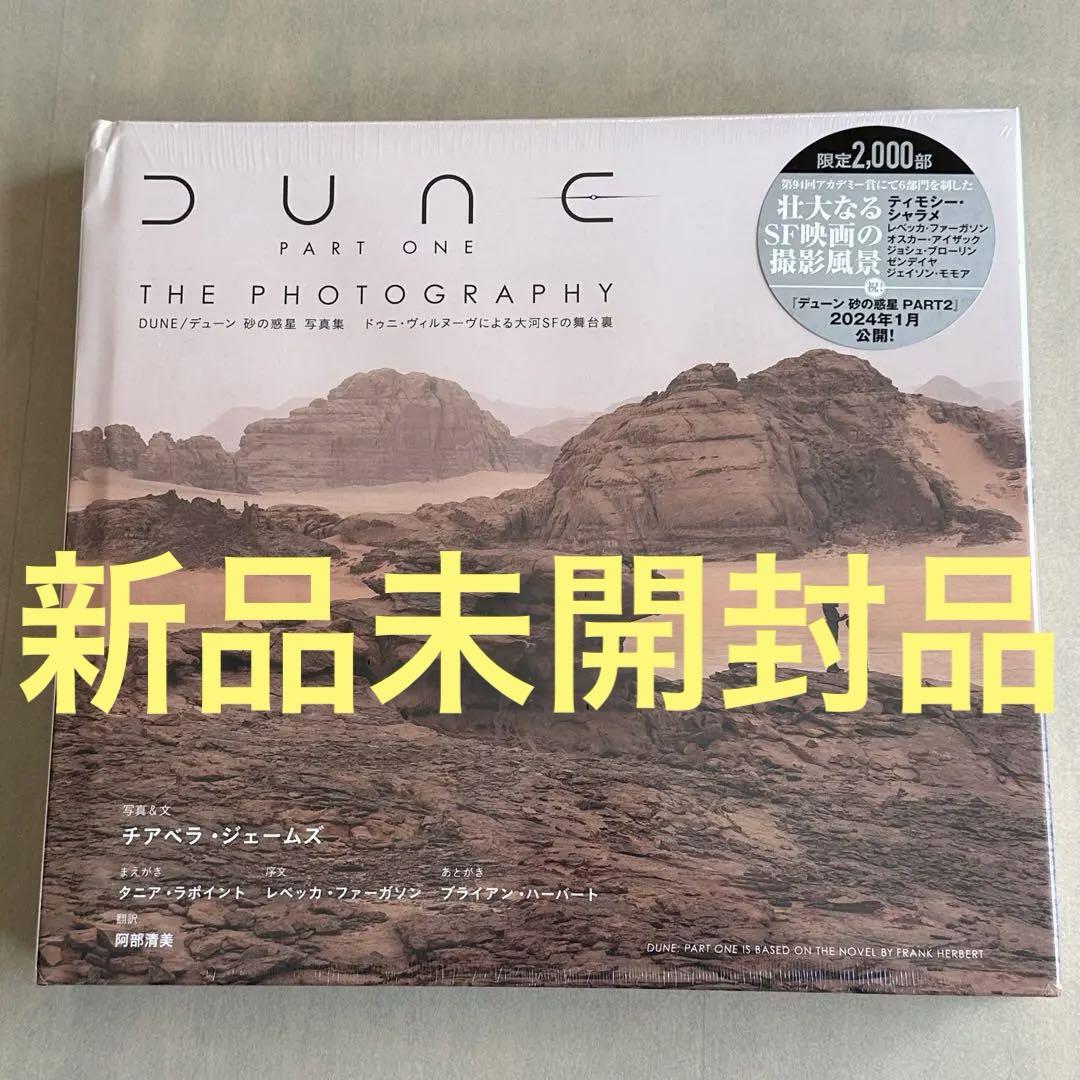 DUNE
PART ONE
THE PHOTOGRAPHY
DUNE/デューン 砂の惑星 写真集 ドゥニ・ヴィルヌーヴによる大河SFの舞台裏
限定2,000部
第94回アカデミー賞にて6部門を制した
壮大なる
SF映画の
撮影風景
ティモシー・
シャラメ
レベッカ・ファーガソン
オスカー・アイザック
ジョシュ・ブローリン
ゼンデイヤ
ジェイソン・モモア
祝!
『デューン 砂の惑星 PART2』
2024年1月
公開!
新品未開封品
写真&文
チアベラ・ジェームズ
まえがき 序文 あとがき
タニア・ラポイント レベッカ・ファーガソン ブライアン・ハーバート
翻訳
阿部清美
DUNE: PART ONE IS BASED ON THE NOVEL BY FRANK HERBERT